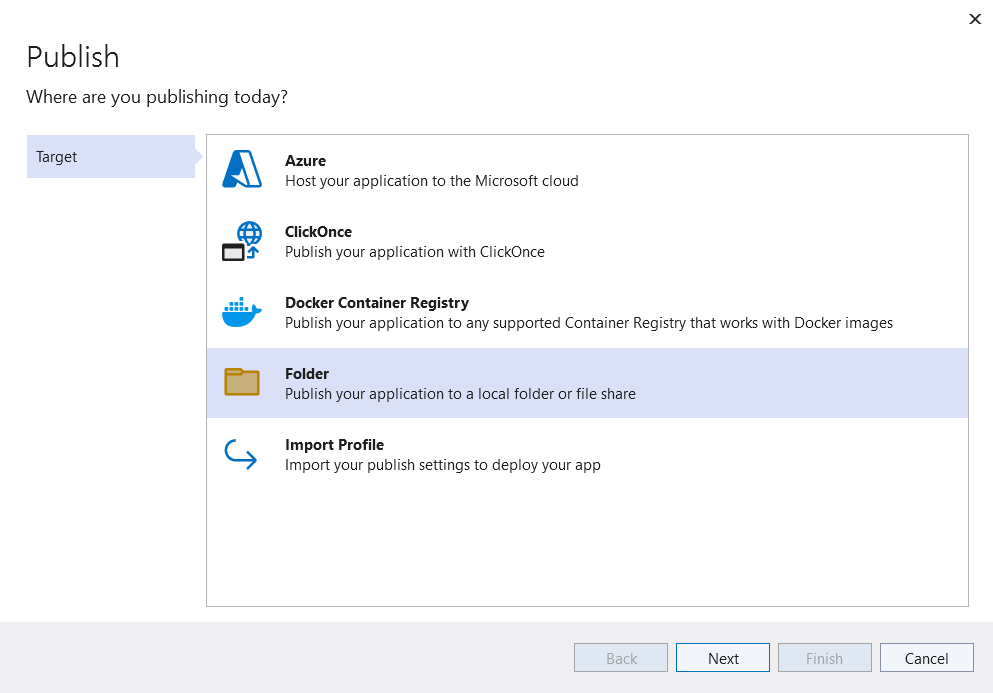 Publish
Where are you publishing today?
Target
Azure
Host your application to the Microsoft cloud
ClickOnce
Publish your application with ClickOnce
Docker Container Registry
Publish your application to any supported Container Registry that works with Docker images
Folder
Publish your application to a local folder or file share
Import Profile
Import your publish settings to deploy your app
Back
Next
Finish
Cancel